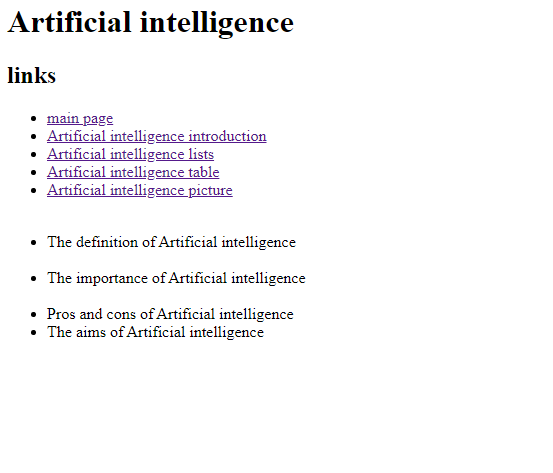 Artificial intelligence
links
main page
Artificial intelligence introduction
Artificial intelligence lists
Artificial intelligence table
Artificial intelligence picture
The definition of Artificial intelligence
The importance of Artificial intelligence
Pros and cons of Artificial intelligence
The aims of Artificial intelligence